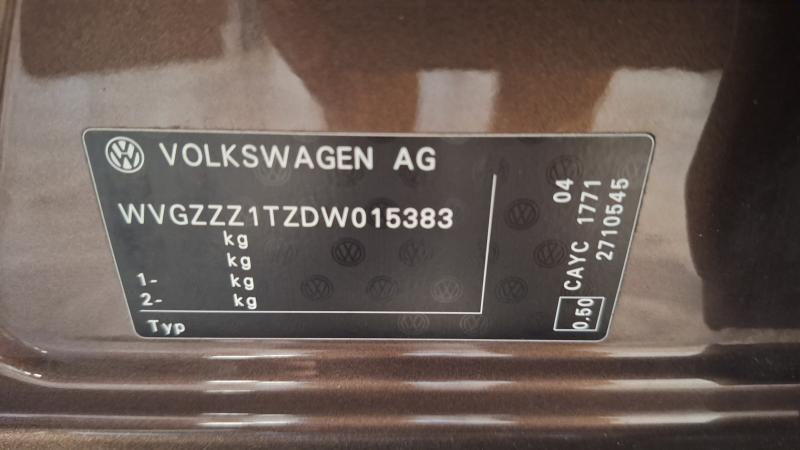 VOLKSWAGEN AG
WVGZZZ1TZDW015383
kg
kg
1- kg
2- kg
Typ
04
CAYC 1771
2710545
0.50